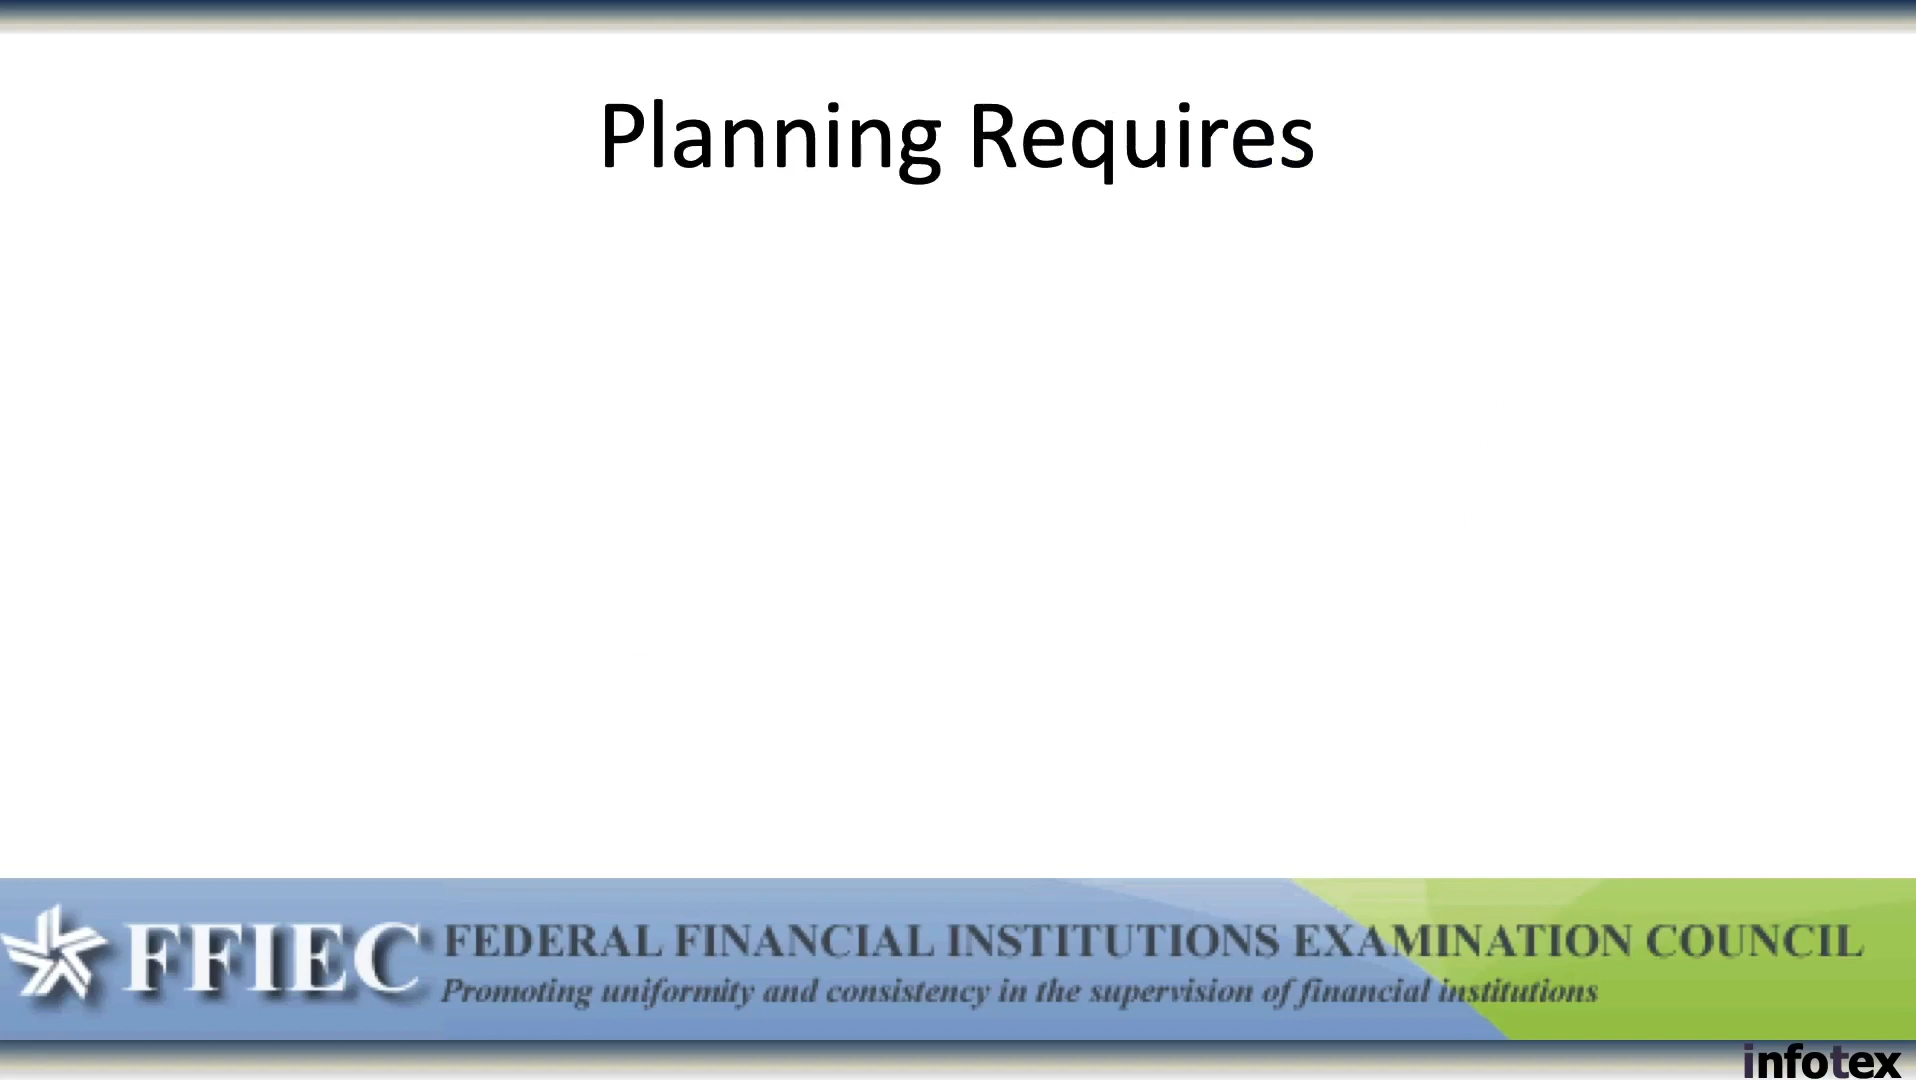 Planning Requires
FFIEC
FEDERAL FINANCIAL INSTITUTIONS EXAMINATION COUNCIL
Promoting uniformity and consistency in the supervision of financial institutions
infotex